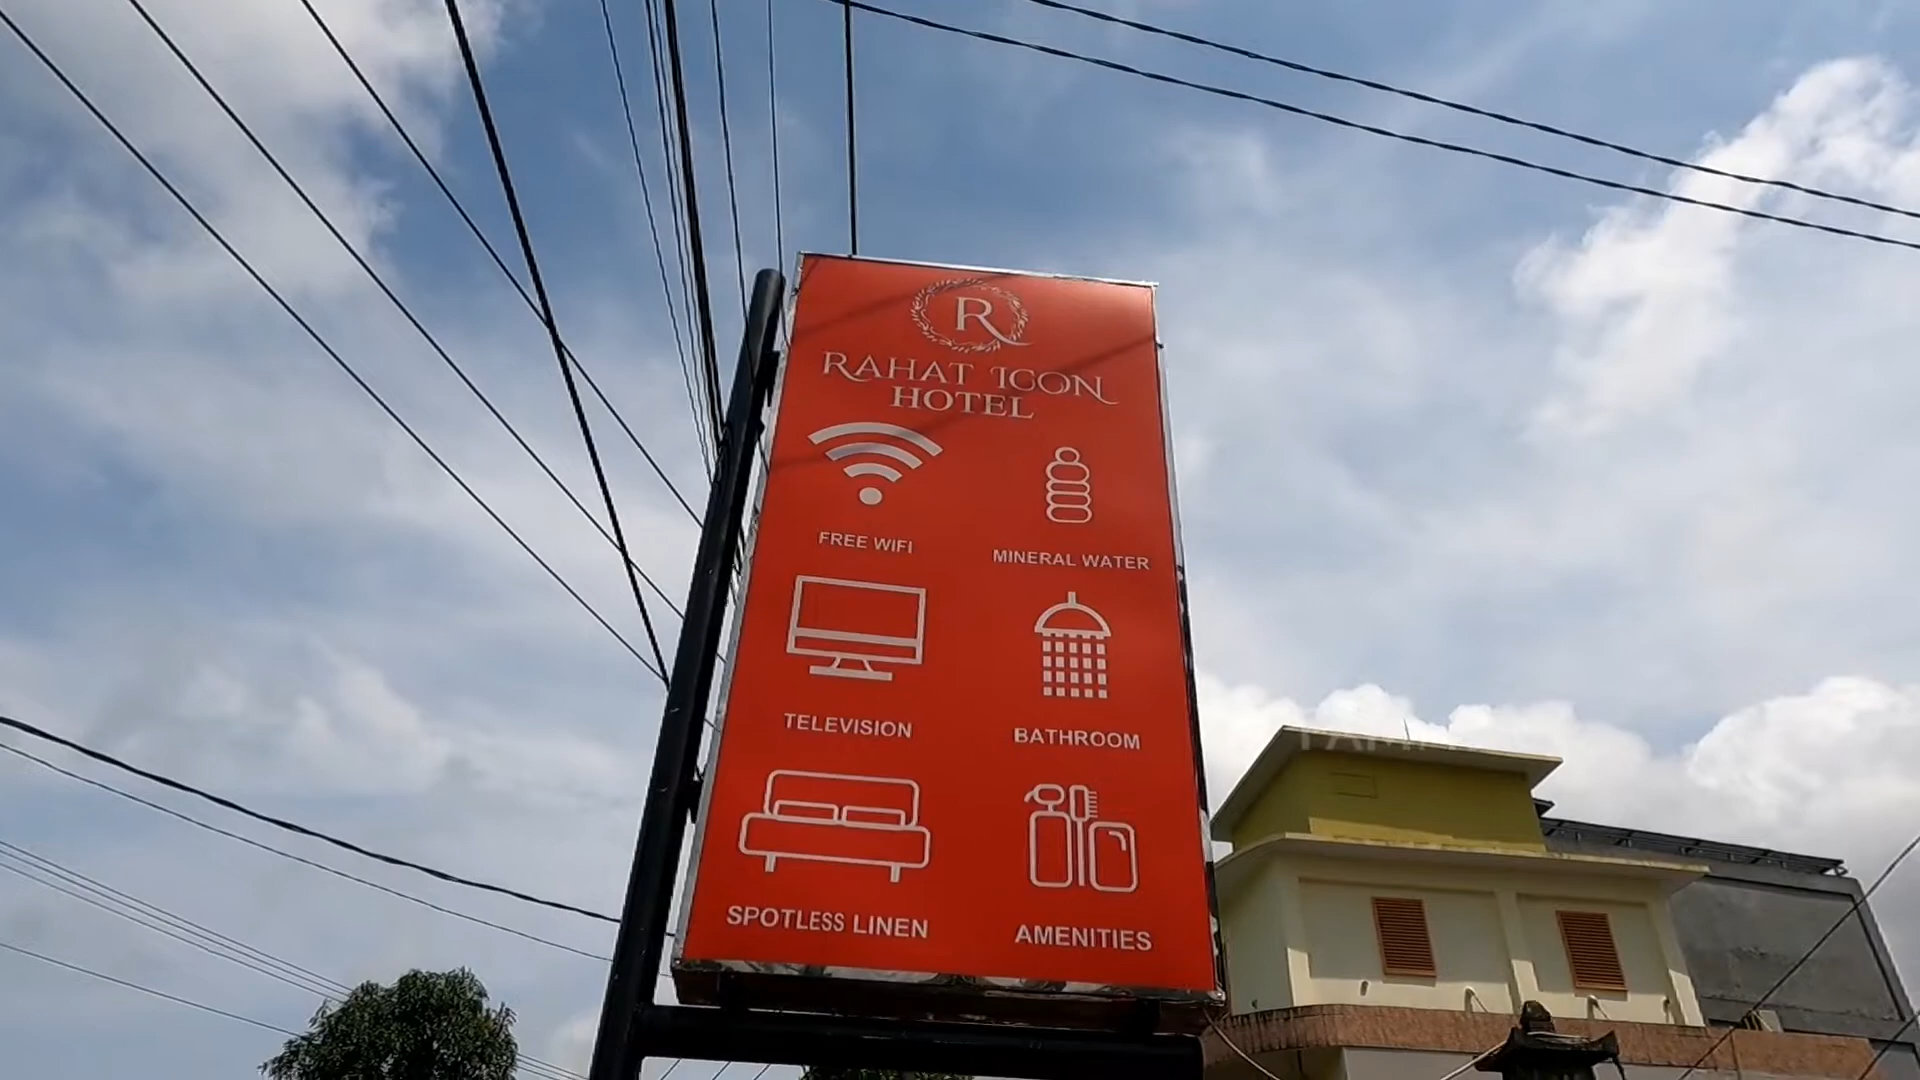 R
RAHAT ICON
HOTEL
FREE WIFI
MINERAL WATER
TELEVISION
BATHROOM
SPOTLESS LINEN
AMENITIES